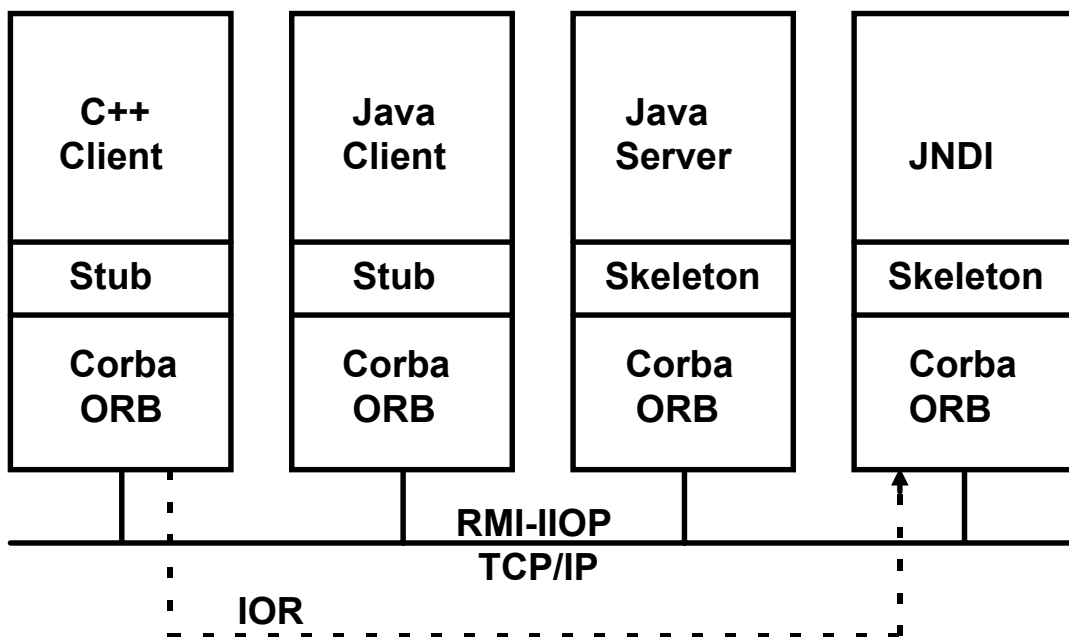 C++
Client
Java
Client
Java
Server
JNDI
Stub
Stub
Skeleton
Skeleton
Corba
ORB
Corba
ORB
Corba
ORB
Corba
ORB
RMI-IIOP
TCP/IP
IOR